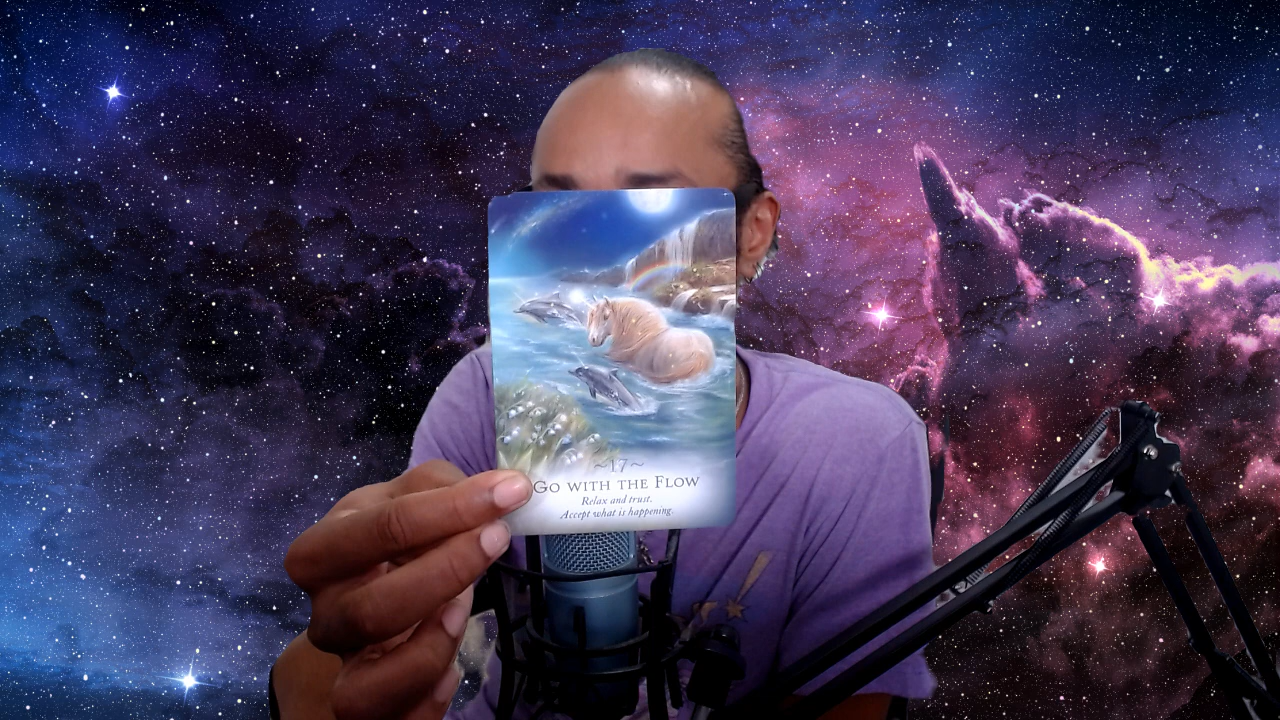 ~17~
Go with the Flow
Relax and trust.
Accept what is happening.